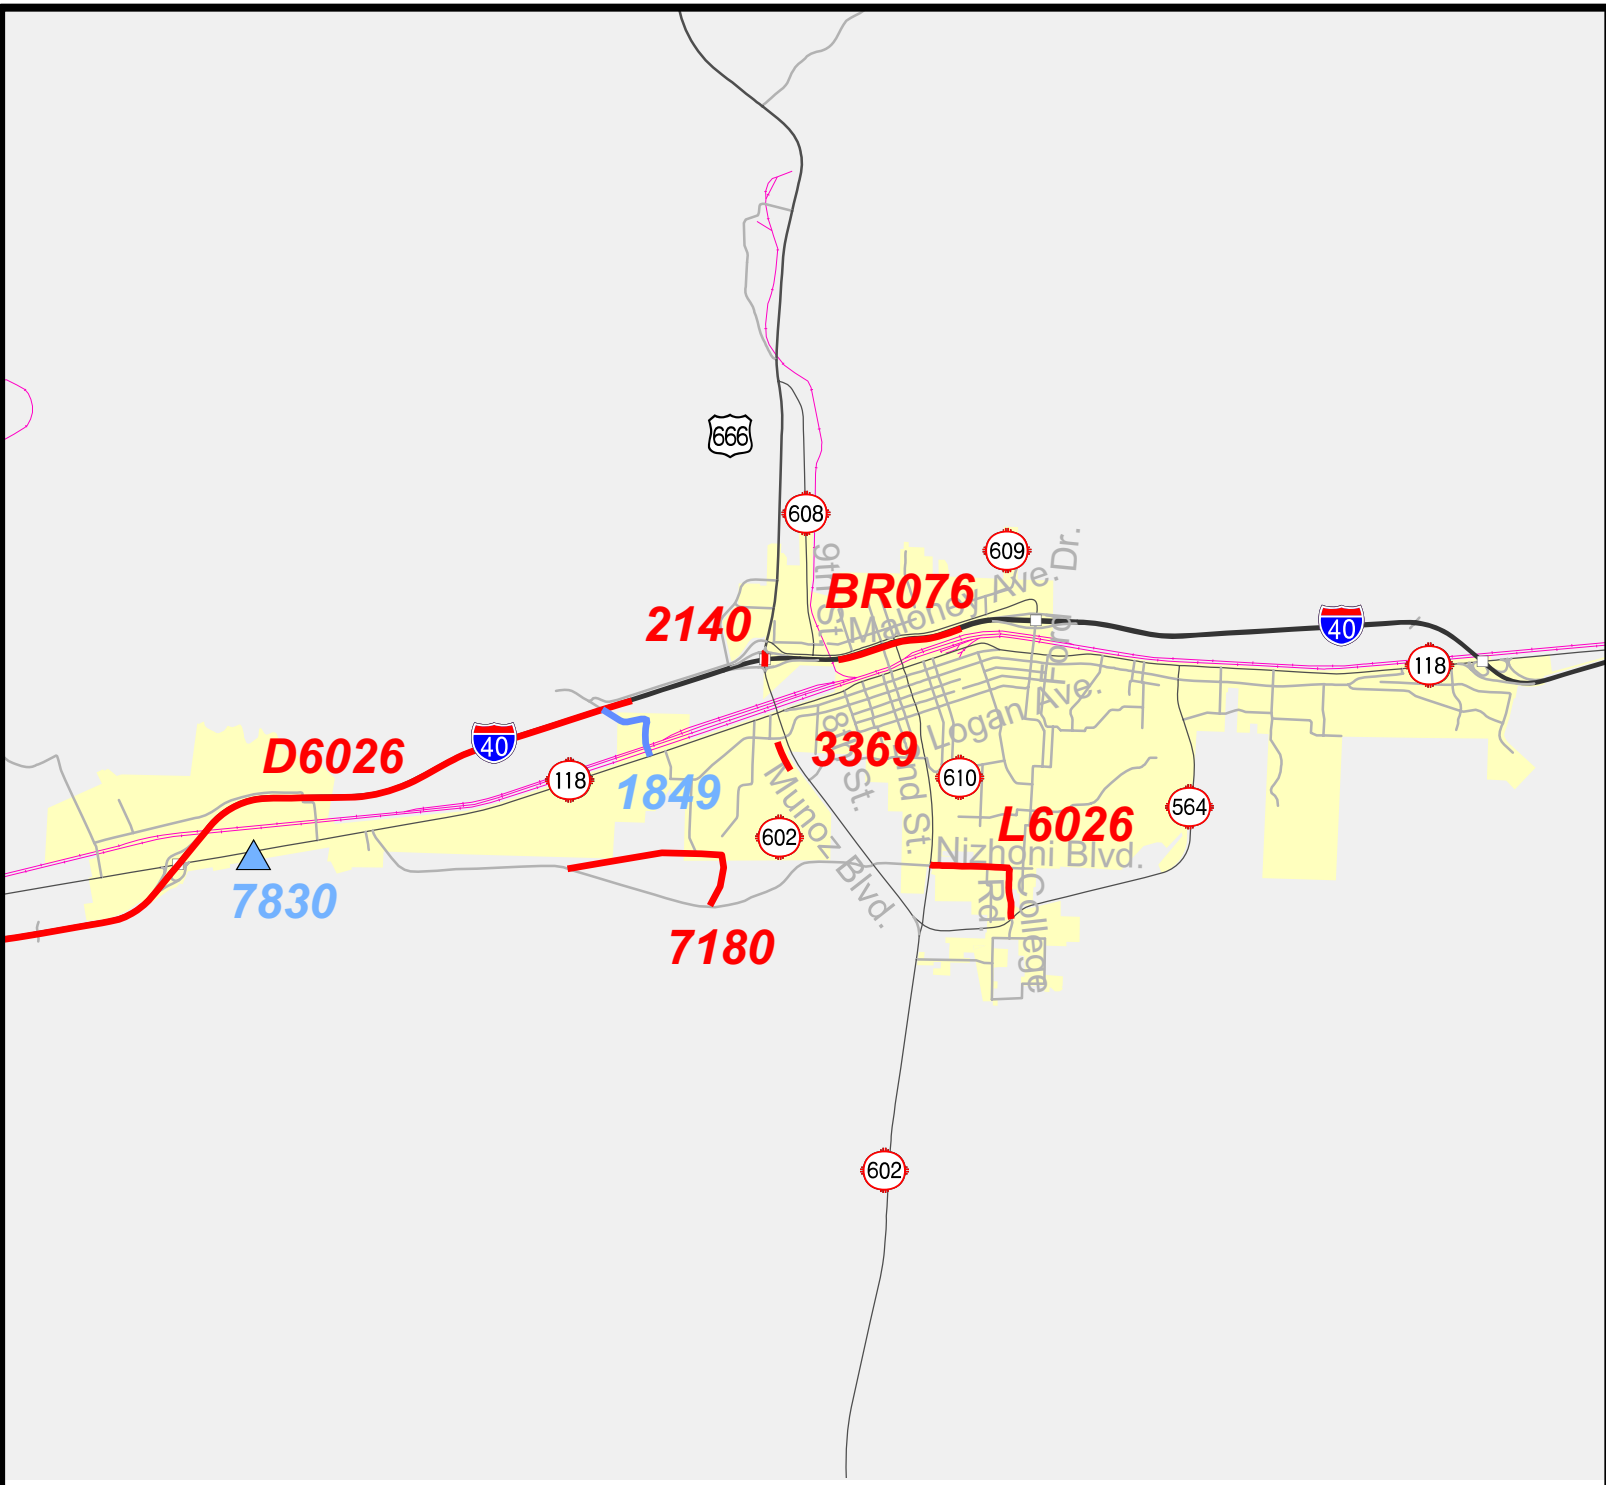 666
608
609
9th St.
BR076
Maloney Ave.
Ford Dr.
2140
40
118
Logan Ave.
D6026
40
118
1849
3369
8th St.
2nd St.
610
564
602
Munoz Blvd.
L6026
Nizhoni Blvd.
College Rd.
7830
7180
602